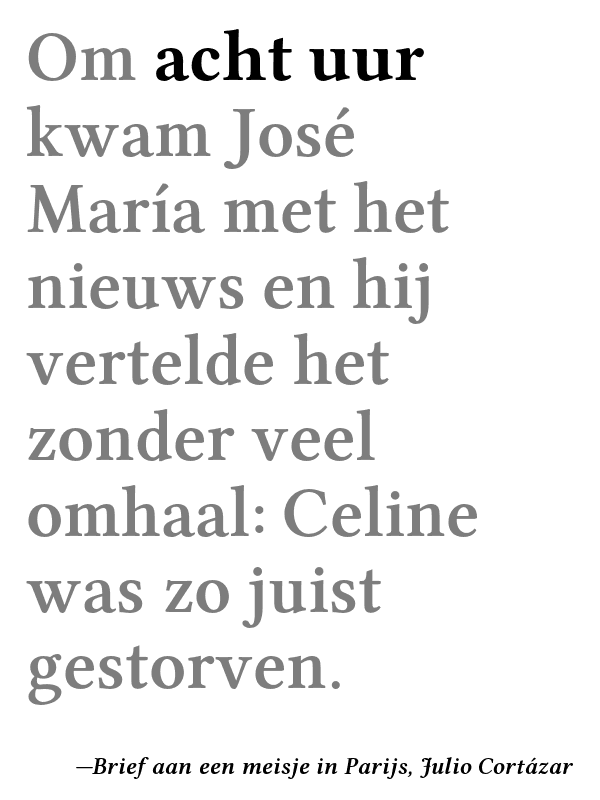 Om acht uur
kwam José
María met het
nieuws en hij
vertelde het
zonder veel
omhaal: Celine
was zo juist
gestorven.
—Brief aan een meisje in Parijs, Julio Cortázar